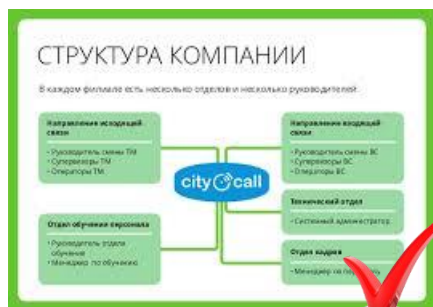 СТРУКТУРА КОМПАНИИ
В каждом филиале есть несколько отделов и несколько руководителей
Направление исходящей
связи
• Руководитель смены ТМ
• Супервизоры ТМ
• Операторы ТМ
Отдел обучения персонала
• Руководитель отдела
обучения
• Менеджер по обучению
city call
Направление входящей
связи
• Руководитель смены ВС
• Супервизоры ВС
• Операторы ВС
Технический отдел
• Системный администратор
Отдел кадров
• Менеджер по